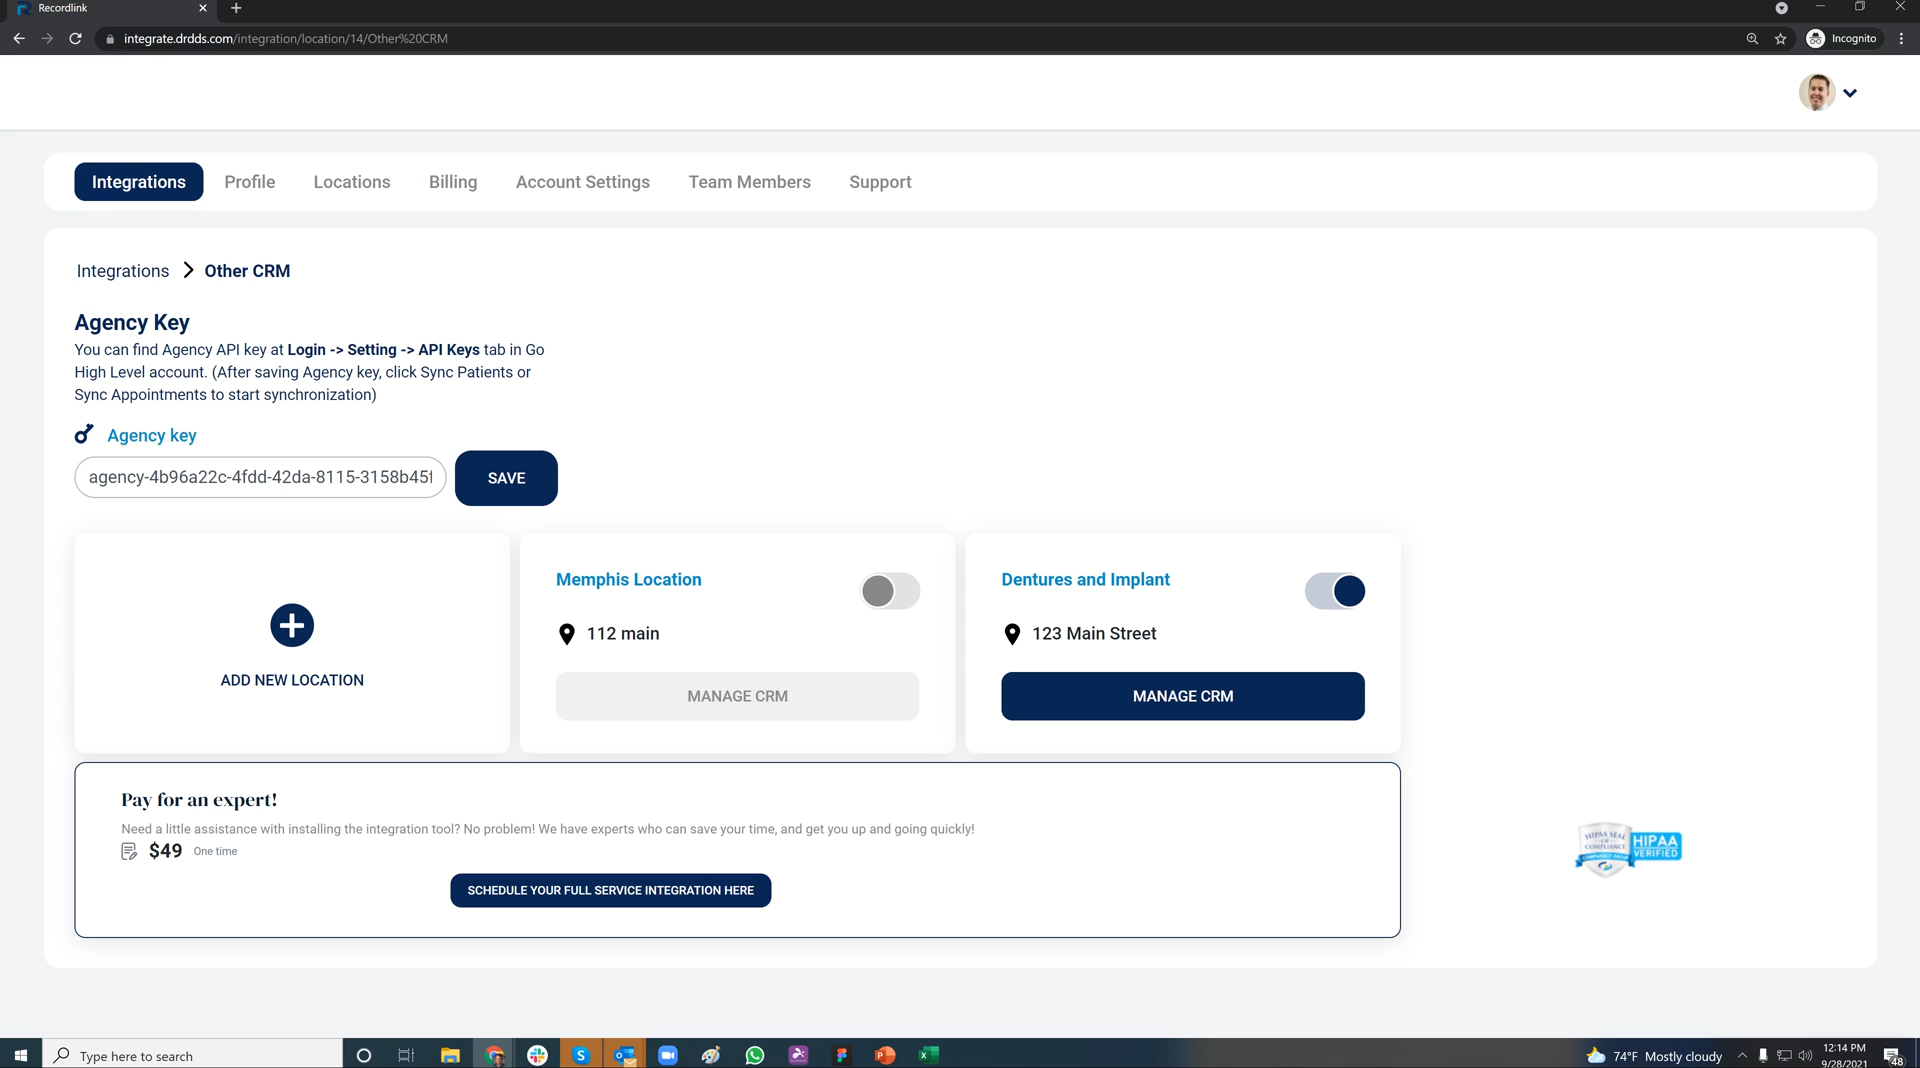 Recordlink
integrate.drdds.com/integration/location/14/Other%20CRM
Incognito
Integrations Profile Locations Billing Account Settings Team Members Support
Integrations > Other CRM
Agency Key
You can find Agency API key at Login -> Setting -> API Keys tab in Go
High Level account. (After saving Agency key, click Sync Patients or
Sync Appointments to start synchronization)
Agency key
agency-4b96a22c-4fdd-42da-8115-3158b45f
SAVE
ADD NEW LOCATION
Memphis Location
112 main
MANAGE CRM
Dentures and Implant
123 Main Street
MANAGE CRM
Pay for an expert!
Need a little assistance with installing the integration tool? No problem! We have experts who can save your time, and get you up and going quickly!
$49 One time
SCHEDULE YOUR FULL SERVICE INTEGRATION HERE
HIPAA SEAL
OF
COMPLIANCE
HIPAA
VERIFIED
Type here to search
74°F Mostly cloudy
12:14 PM
9/28/2021
48